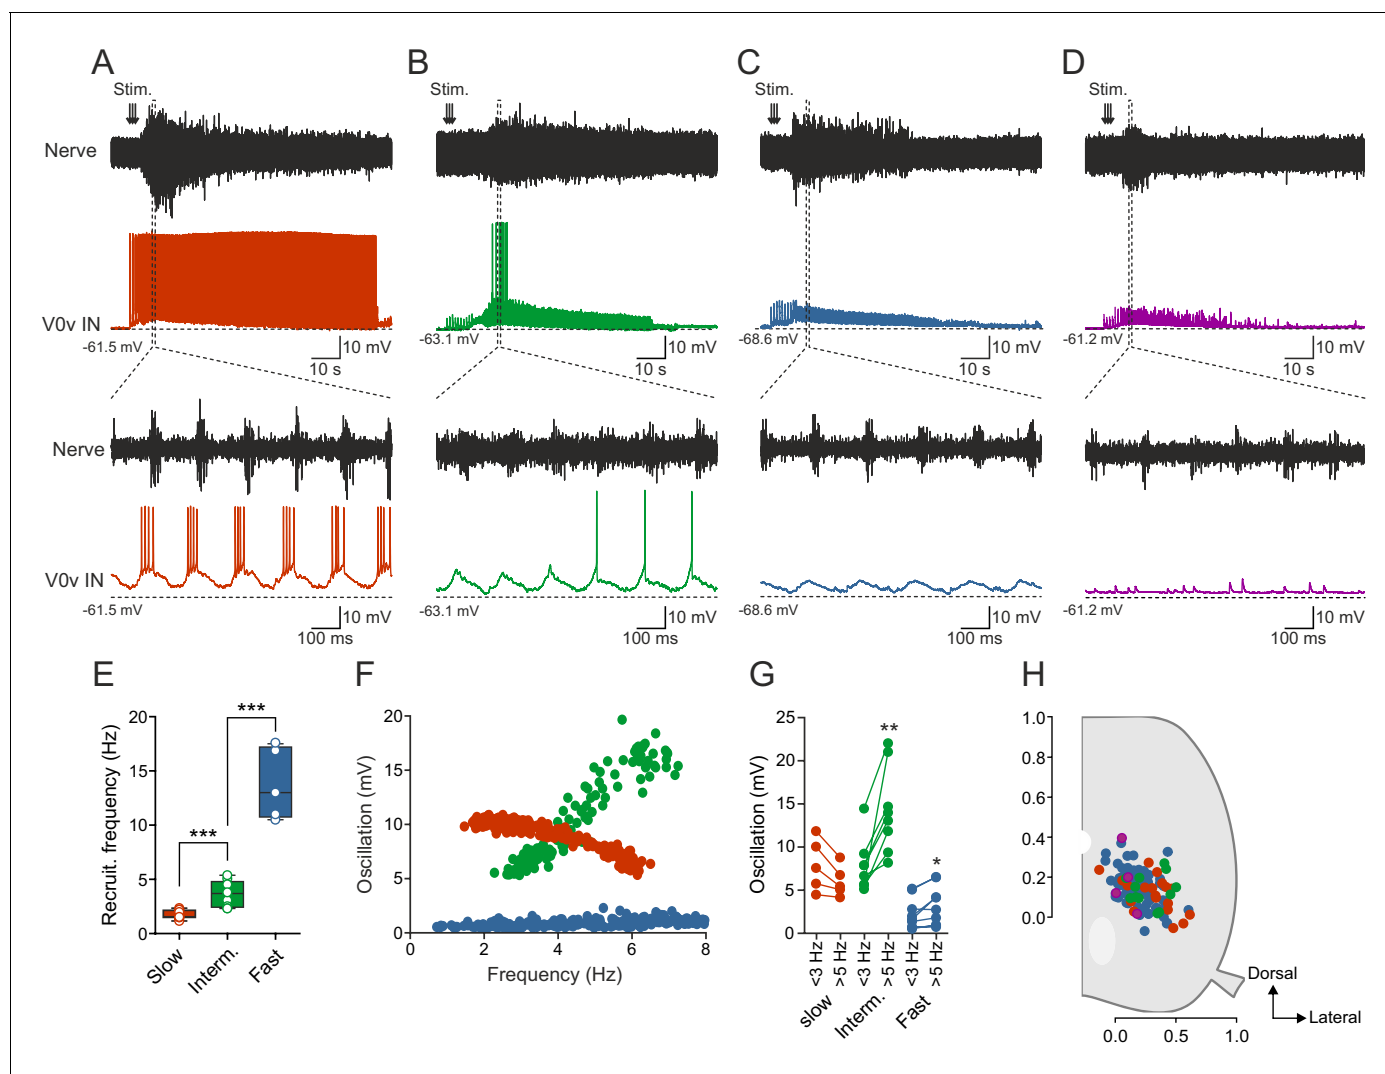 A
B
C
D
Stim.
Stim.
Stim.
Stim.
Nerve
V0v IN
-61.5 mV
10 mV
10 s
-63.1 mV
10 mV
10 s
-68.6 mV
10 mV
10 s
-61.2 mV
10 mV
10 s
Nerve
V0v IN
-61.5 mV
10 mV
100 ms
-63.1 mV
10 mV
100 ms
-68.6 mV
10 mV
100 ms
-61.2 mV
10 mV
100 ms
E
Recruit. frequency (Hz)
20
15
10
5
0
***
***
Slow
Interm.
Fast
F
Oscillation (mV)
20
15
10
5
0
0
2
4
6
8
Frequency (Hz)
G
Oscillation (mV)
25
20
15
10
5
0
**
*
<3 Hz
>5 Hz
<3 Hz
>5 Hz
<3 Hz
>5 Hz
slow
Interm.
Fast
H
1.0
0.8
0.6
0.4
0.2
0.0
Dorsal
Lateral
0.0
0.5
1.0